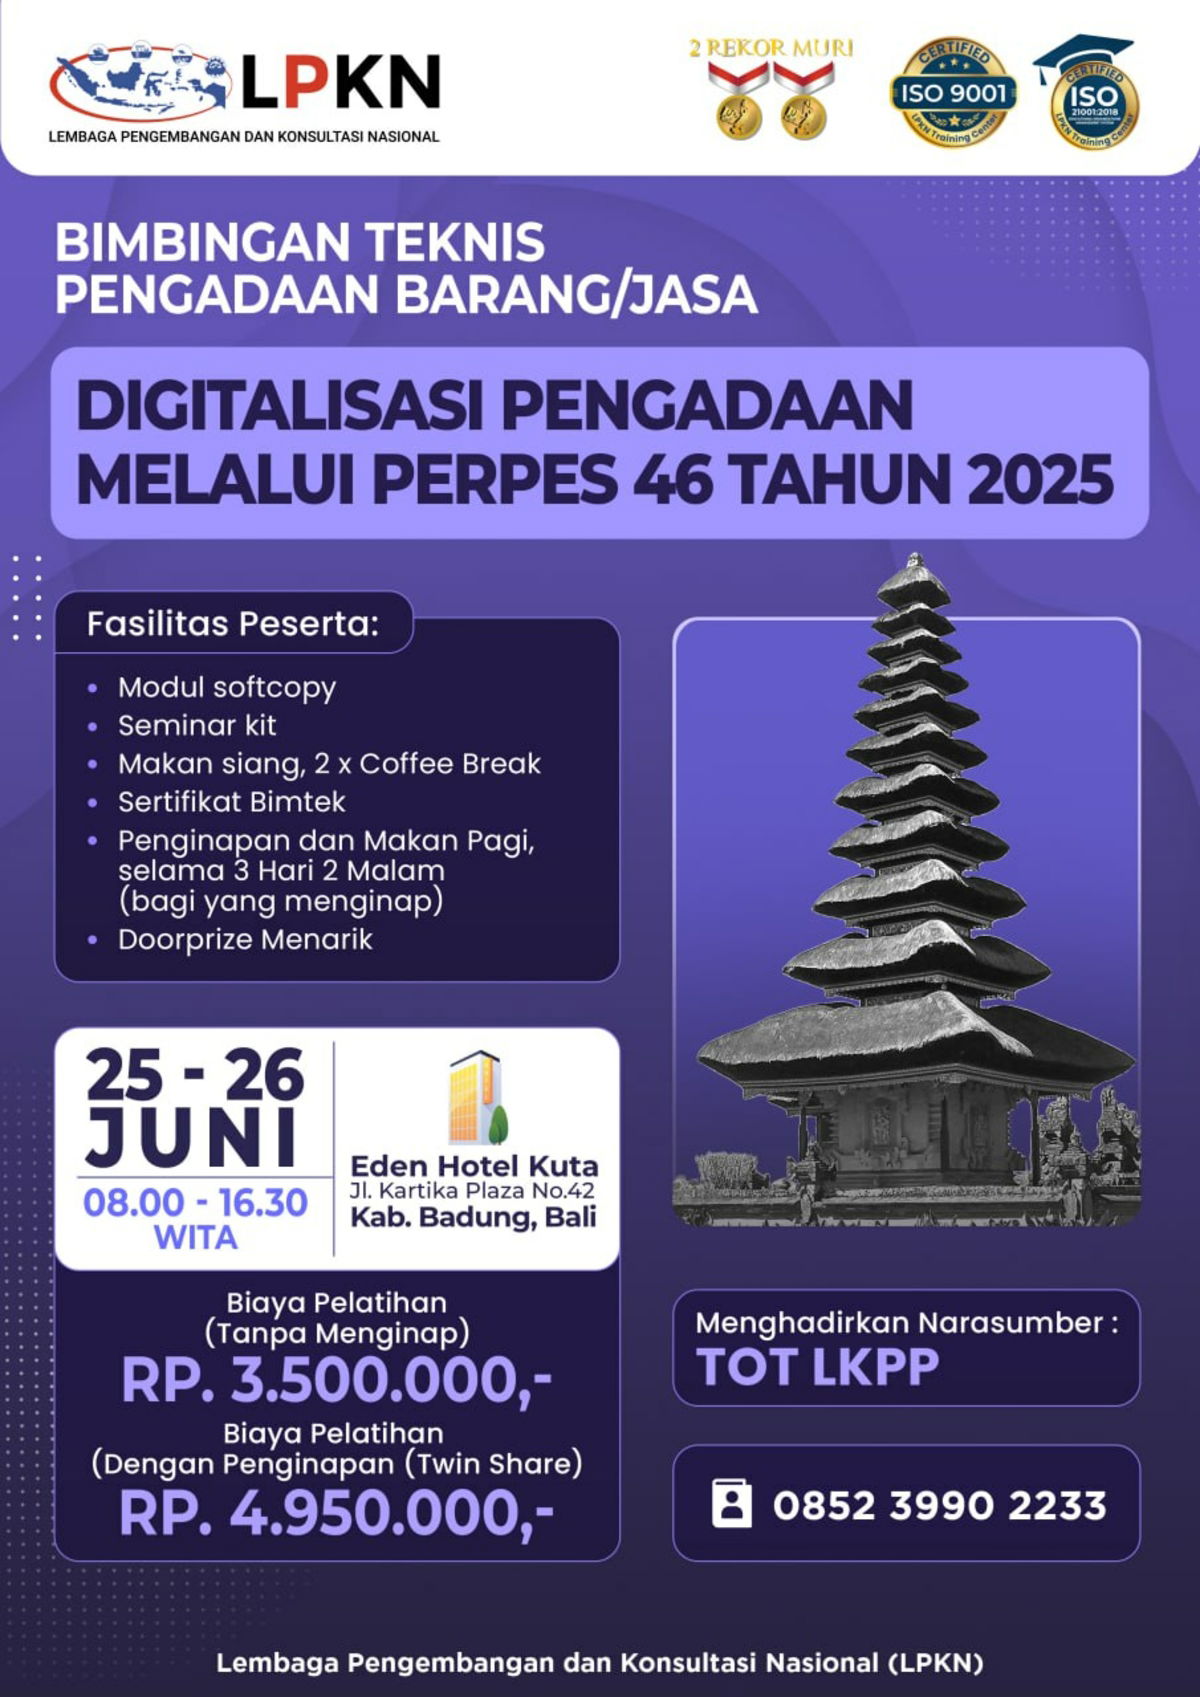 LPKN
LEMBAGA PENGEMBANGAN DAN KONSULTASI NASIONAL
2 REKOR MURI
CERTIFIED
ISO 9001
LPKN Training Center
CERTIFIED
ISO
21001:2018
LPKN Training Center
BIMBINGAN TEKNIS
PENGADAAN BARANG/JASA
DIGITALISASI PENGADAAN
MELALUI PERPES 46 TAHUN 2025
Fasilitas Peserta:
• Modul softcopy
• Seminar kit
• Makan siang, 2 x Coffee Break
• Sertifikat Bimtek
• Penginapan dan Makan Pagi,
selama 3 Hari 2 Malam
(bagi yang menginap)
• Doorprize Menarik
25 - 26
JUNI
08.00 - 16.30
WITA
Eden Hotel Kuta
Jl. Kartika Plaza No.42
Kab. Badung, Bali
Biaya Pelatihan
(Tanpa Menginap)
RP. 3.500.000,-
Biaya Pelatihan
(Dengan Penginapan (Twin Share)
RP. 4.950.000,-
Menghadirkan Narasumber :
TOT LKPP
0852 3990 2233
Lembaga Pengembangan dan Konsultasi Nasional (LPKN)